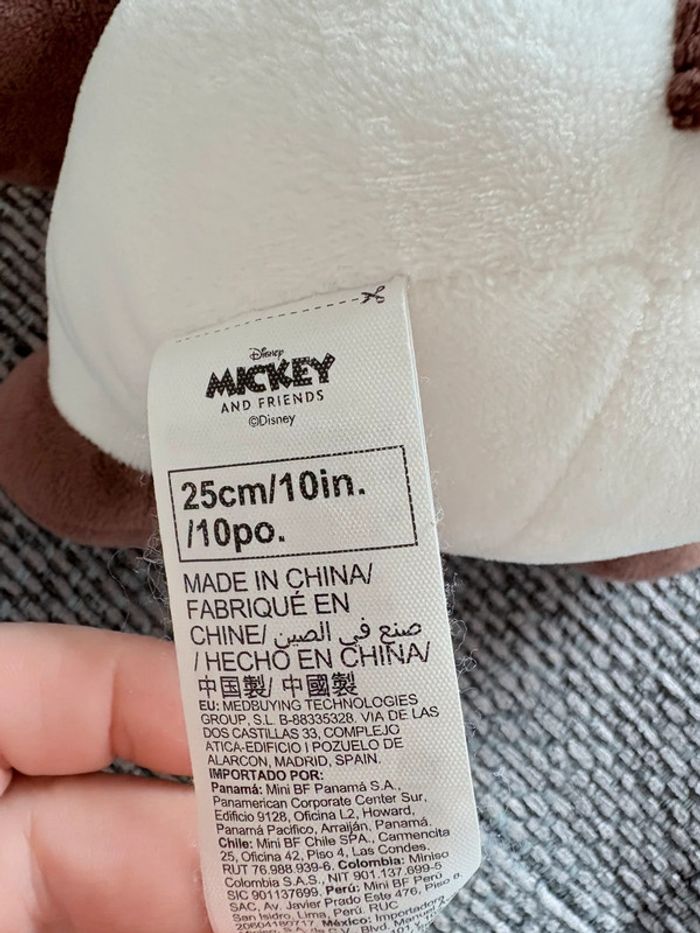 Disney
MICKEY
AND FRIENDS
©Disney
25cm/10in.
/10po.
MADE IN CHINA/
FABRIQUÉ EN
CHINE/ صنع في الصين
/ HECHO EN CHINA/
中国製/ 中國製
EU: MEDBUYING TECHNOLOGIES
GROUP, S.L. B-88335328. VIA DE LAS
DOS CASTILLAS 33, COMPLEJO
ATICA-EDIFICIO I POZUELO DE
ALARCON, MADRID, SPAIN.
IMPORTADO POR:
Panamá: Mini BF Panamá S.A.,
Panamerican Corporate Center Sur,
Edificio 9128, Oficina L2, Howard,
Panamá Pacifico, Arraiján, Panamá.
Chile: Mini BF Chile SPA., Carmencita
25, Oficina 42, Piso 4, Las Condes.
RUT 76.988.939-6. Colombia: Miniso
Colombia S.A.S., NIT 901.137.699-5
SIC 901137699. Perú: Mini BF Perú
SAC, Av. Javier Prado Este 476, Piso 8.
San Isidro, Lima, Perú. RUC
20604180717 México: Importadora